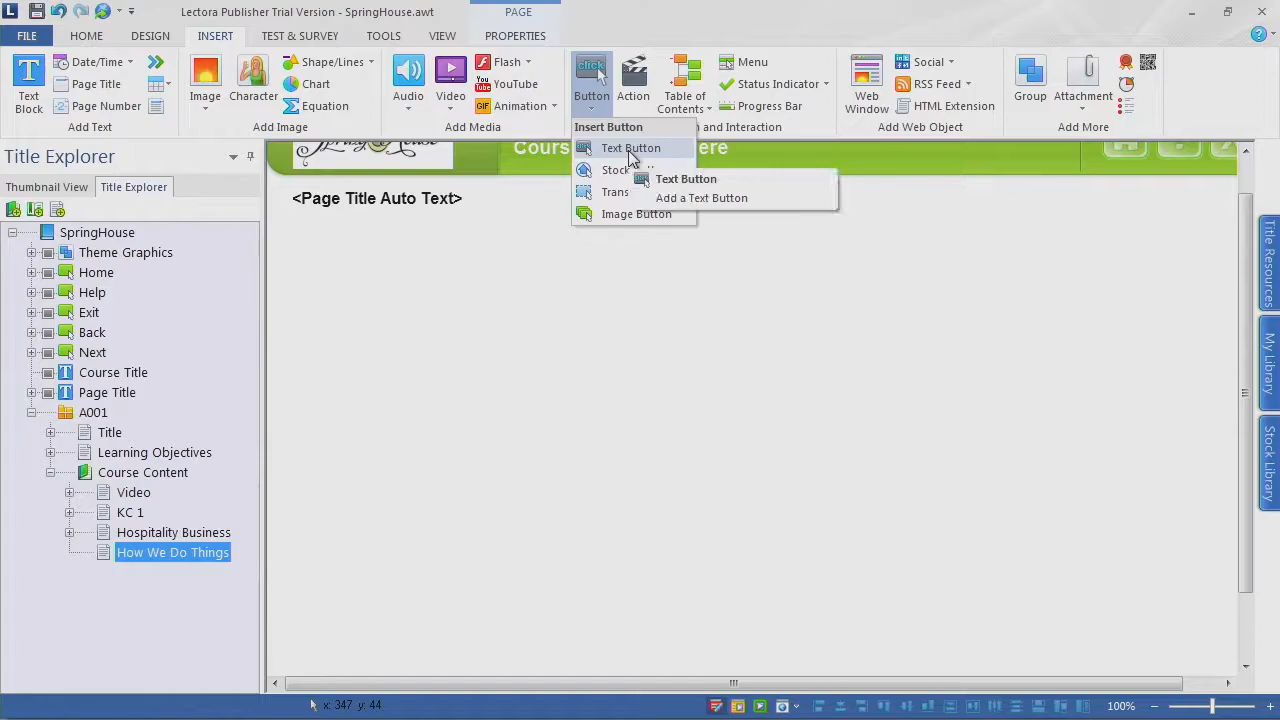 Lectora Publisher Trial Version - SpringHouse.awt
PAGE
FILE HOME DESIGN INSERT TEST & SURVEY TOOLS VIEW PROPERTIES
Text Block
Date/Time
Page Title
Page Number
Add Text
Image
Character
Shape/Lines
Chart
Equation
Add Image
Audio
Video
Flash
YouTube
Animation
Add Media
click
Button
Action
Table of Contents
Menu
Status Indicator
Progress Bar
and Interaction
Web Window
Social
RSS Feed
HTML Extension
Add Web Object
Group
Attachment
Add More
Insert Button
Text Button
Stock
Trans
Image Button
Text Button
Add a Text Button
Title Explorer
Thumbnail View
Title Explorer
SpringHouse
Theme Graphics
Home
Help
Exit
Back
Next
Course Title
Page Title
A001
Title
Learning Objectives
Course Content
Video
KC 1
Hospitality Business
How We Do Things
Cours
ere
<Page Title Auto Text>
Title Resources
My Library
Stock Library
x: 347 y: 44
100%